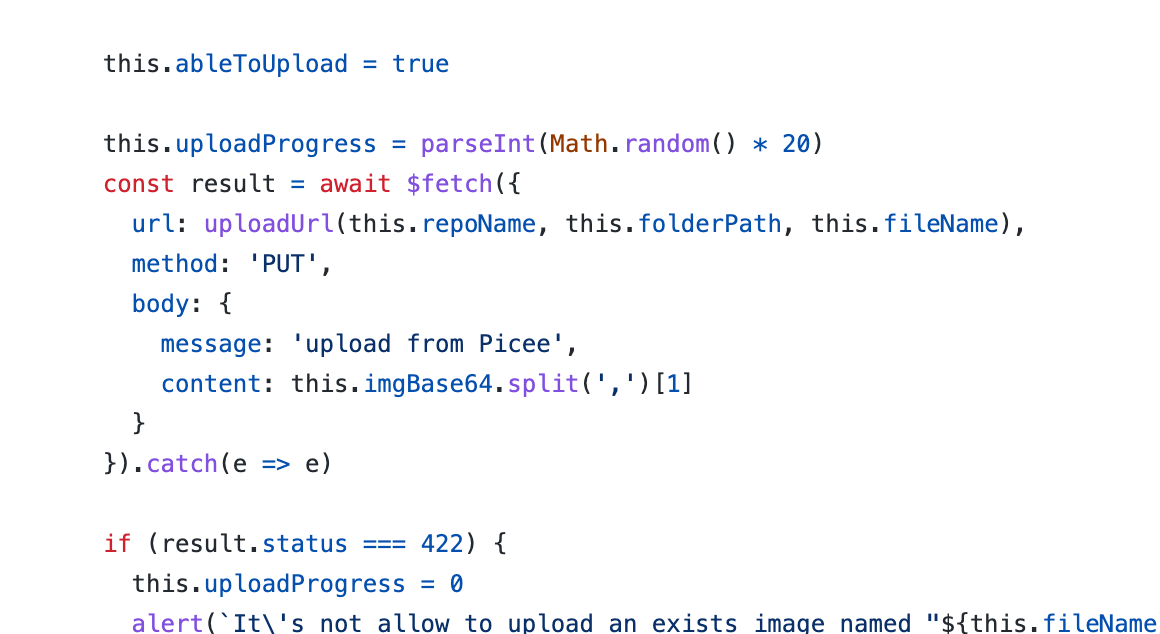 this.ableToUpload = true
this.uploadProgress = parseInt(Math.random() * 20)
const result = await $fetch({
url: uploadUrl(this.repoName, this.folderPath, this.fileName),
method: 'PUT',
body: {
message: 'upload from Picee',
content: this.imgBase64.split(',')[1]
}
}).catch(e => e)
if (result.status === 422) {
this.uploadProgress = 0
alert(`It\'s not allow to upload an exists image named "${this.fileName